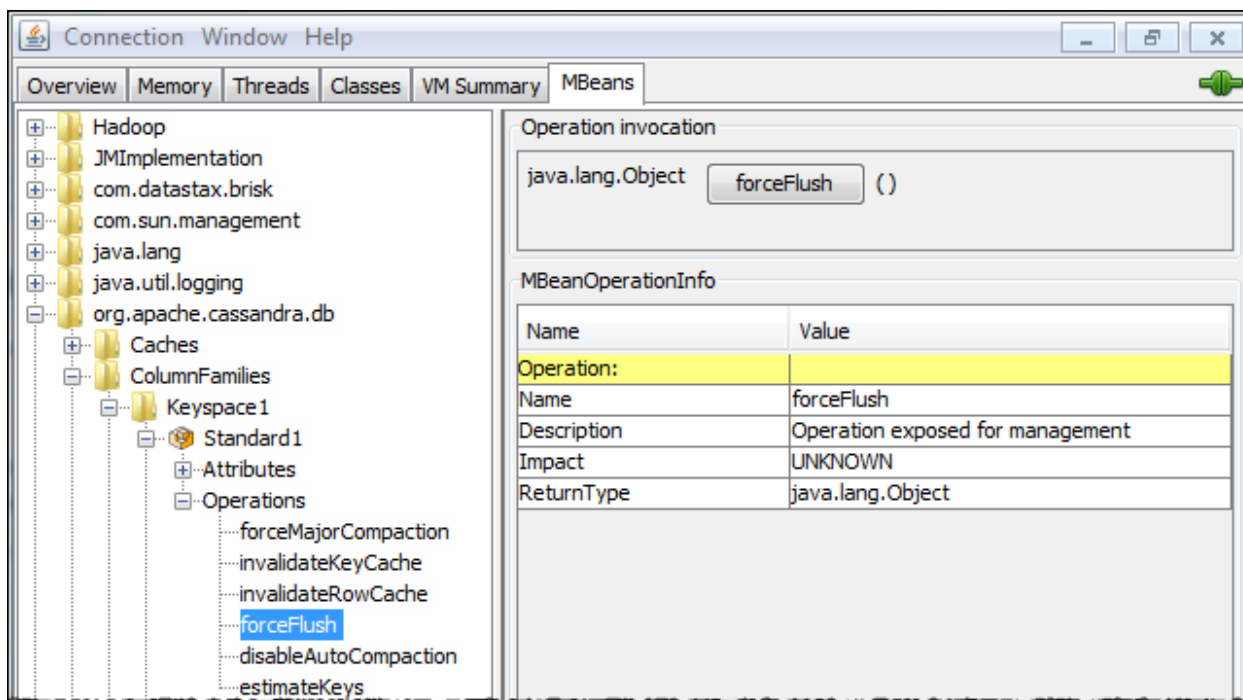 Connection Window Help
Overview Memory Threads Classes VM Summary MBeans
Hadoop
JMImplementation
com.datastax.brisk
com.sun.management
java.lang
java.util.logging
org.apache.cassandra.db
Caches
ColumnFamilies
Keyspace1
Standard1
Attributes
Operations
forceMajorCompaction
invalidateKeyCache
invalidateRowCache
forceFlush
disableAutoCompaction
estimateKeys
Operation invocation
java.lang.Object forceFlush ()
MBeanOperationInfo
Name Value
Operation:
Name forceFlush
Description Operation exposed for management
Impact UNKNOWN
ReturnType java.lang.Object